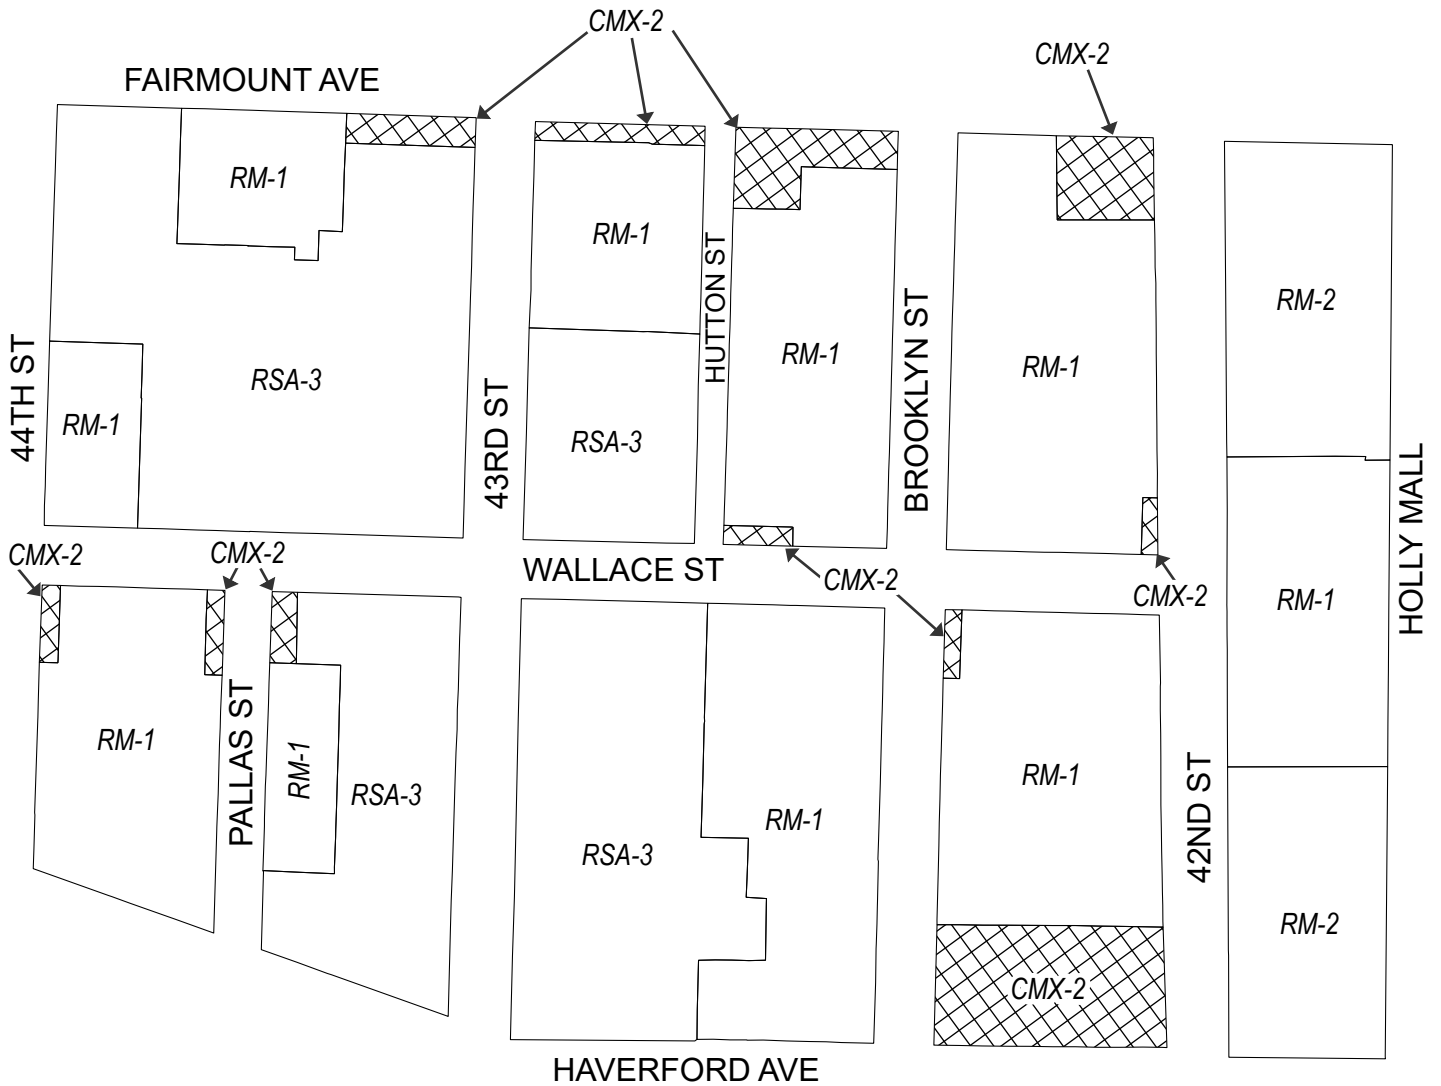 CMX-2
CMX-2
FAIRMOUNT AVE
RM-1
RM-1
HUTTON ST
RM-2
BROOKLYN ST
RM-1
RM-1
RSA-3
44TH ST
RM-1
43RD ST
RSA-3
HOLLY MALL
CMX-2
CMX-2
WALLACE ST
CMX-2
CMX-2
RM-1
RM-1
PALLAS ST
RM-1
RSA-3
RM-1
RM-1
42ND ST
RSA-3
RM-2
CMX-2
HAVERFORD AVE